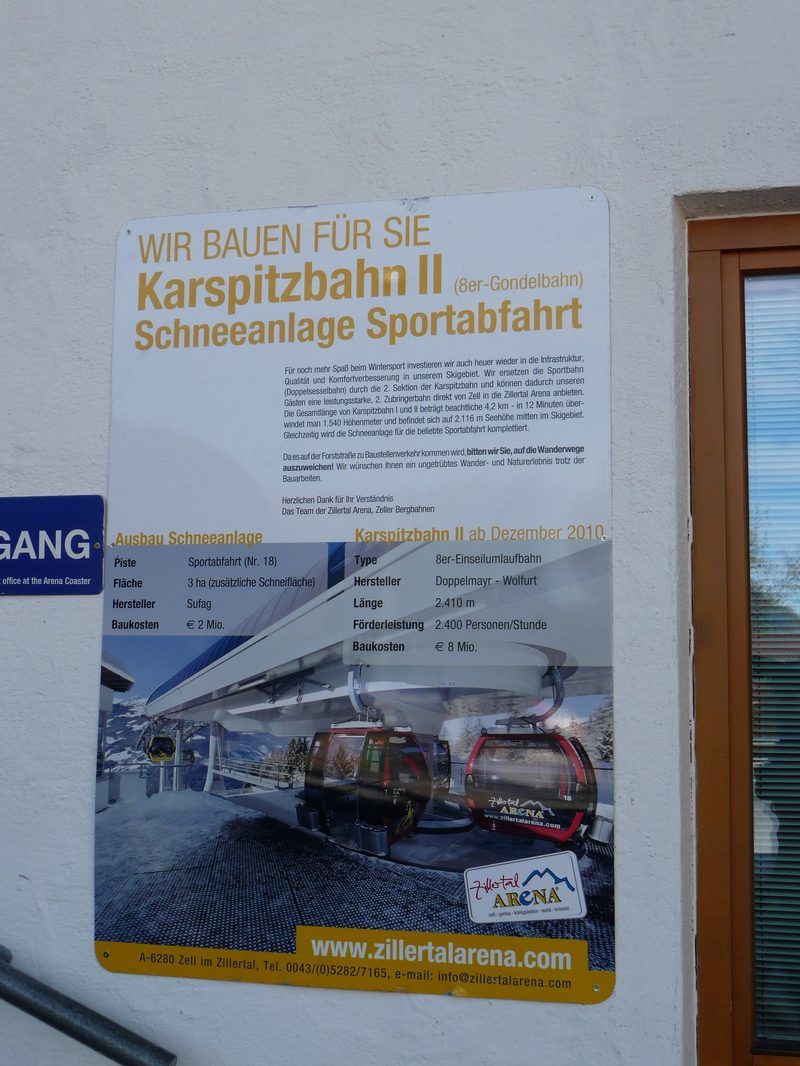 WIR BAUEN FÜR SIE
Karspitzbahn II (8er-Gondelbahn)
Schneeanlage Sportabfahrt
Für noch mehr Spaß beim Wintersport investieren wir auch heuer wieder in die Infrastruktur,
Qualität und Komfortverbesserung in unserem Skigebiet. Wir ersetzen die Sportbahn
(Doppelsesselbahn) durch die 2. Sektion der Karspitzbahn und können dadurch unseren
Gästen eine leistungsstarke, 2. Zubringerbahn direkt von Zell in die Zillertal Arena anbieten.
Die Gesamtlänge von Karspitzbahn I und II beträgt beachtliche 4,2 km - in 12 Minuten über-
windet man 1.540 Höhenmeter und befindet sich auf 2.116 m Seehöhe mitten im Skigebiet.
Gleichzeitig wird die Schneeanlage für die beliebte Sportabfahrt komplettiert.
Da es auf der Forststraße zu Baustellenverkehr kommen wird, bitten wir Sie, auf die Wanderwege
auszuweichen! Wir wünschen Ihnen ein ungetrübtes Wander- und Naturerlebnis trotz der
Bauarbeiten.
Herzlichen Dank für Ihr Verständnis
Das Team der Zillertal Arena, Zeller Bergbahnen
GANG
office at the Arena Coaster
Ausbau Schneeanlage
Piste Sportabfahrt (Nr. 18)
Fläche 3 ha (zusätzliche Schneifläche)
Hersteller Sufag
Baukosten € 2 Mio.
Karspitzbahn II ab Dezember 2010
Type 8er-Einseilumlaufbahn
Hersteller Doppelmayr - Wolfurt
Länge 2.410 m
Förderleistung 2.400 Personen/Stunde
Baukosten € 8 Mio.
Zillertal
ARENA
www.zillertalarena.com
18
Zillertal
ARENA
zell - gerlos - königsleiten - wald - krimml
www.zillertalarena.com
A-6280 Zell im Zillertal, Tel. 0043/(0)5282/7165, e-mail: info@zillertalarena.com